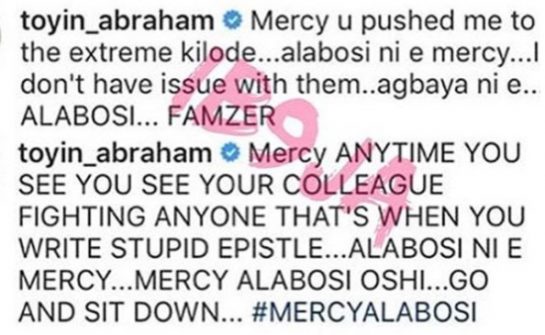 toyin_abraham Mercy u pushed me to
the extreme kilode...alabosi ni e mercy...I
don't have issue with them..agbaya ni e..
ALABOSI... FAMZER
toyin_abraham Mercy ANYTIME YOU
SEE YOU SEE YOUR COLLEAGUE
FIGHTING ANYONE THAT'S WHEN YOU
WRITE STUPID EPISTLE...ALABOSI NI E
MERCY...MERCY ALABOSI OSHI...GO
AND SIT DOWN... #MERCYALABOSI